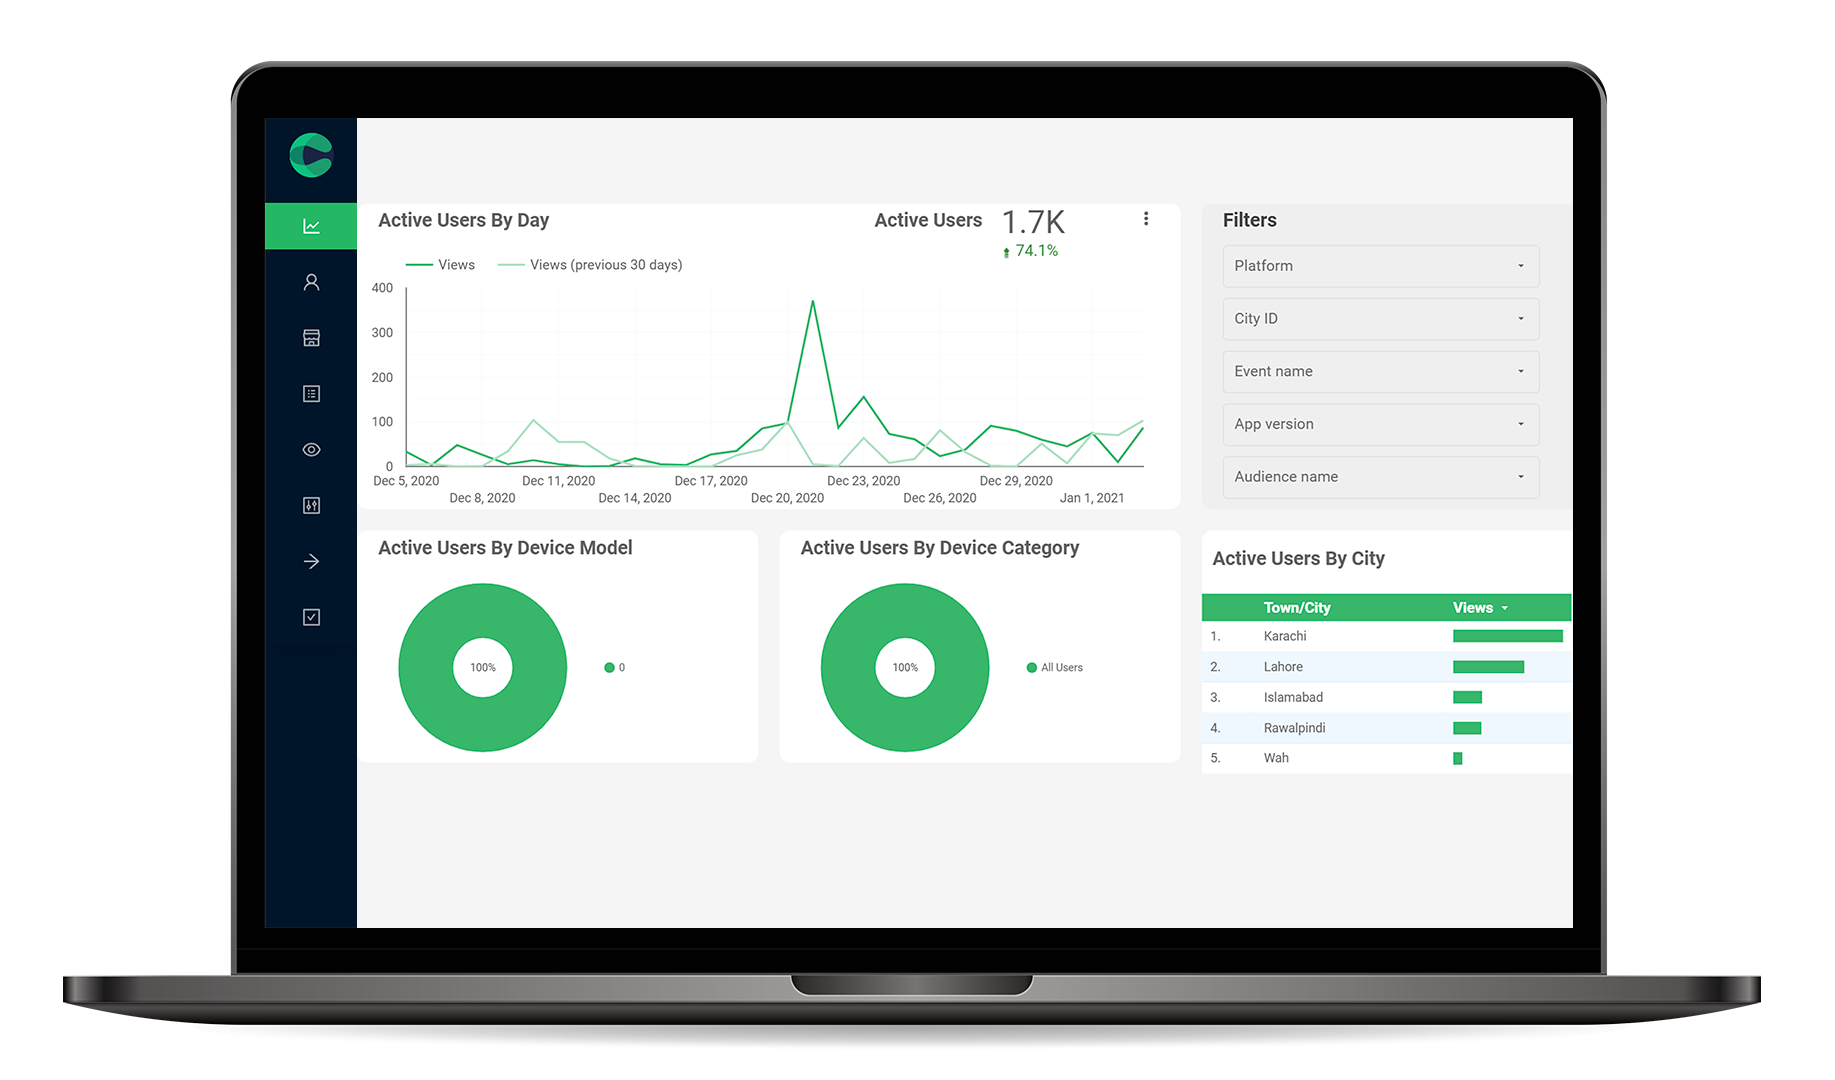 Active Users By Day
Active Users 1.7K
74.1%
Views Views (previous 30 days)
400
300
200
100
0
Dec 5, 2020 Dec 11, 2020 Dec 17, 2020 Dec 23, 2020 Dec 29, 2020
Dec 8, 2020 Dec 14, 2020 Dec 20, 2020 Dec 26, 2020 Jan 1, 2021
Filters
Platform
City ID
Event name
App version
Audience name
Active Users By Device Model
100%
0
Active Users By Device Category
100%
All Users
Active Users By City
Town/City Views
1. Karachi
2. Lahore
3. Islamabad
4. Rawalpindi
5. Wah